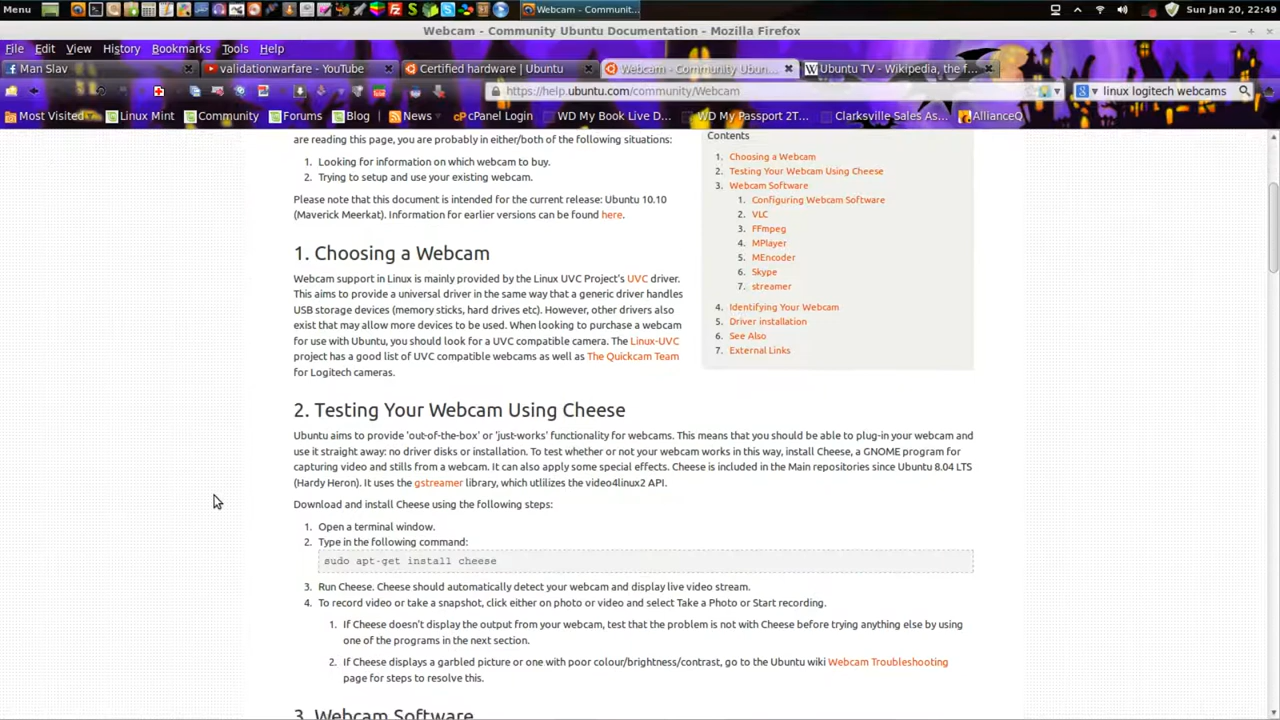 Menu
Webcam - Communit...
Sun Jan 20, 22:49
Webcam - Community Ubuntu Documentation - Mozilla Firefox
File Edit View History Bookmarks Tools Help
Man Slav
validationwarfare - YouTube
Certified hardware | Ubuntu
Webcam - Community Ubun...
Ubuntu TV - Wikipedia, the f...
https://help.ubuntu.com/community/Webcam
linux logitech webcams
Most Visited
Linux Mint
Community
Forums
Blog
News
cPanel Login
WD My Book Live D...
WD My Passport 2T...
Clarksville Sales As...
AllianceQ
are reading this page, you are probably in either/both of the following situations:
1. Looking for information on which webcam to buy.
2. Trying to setup and use your existing webcam.
Please note that this document is intended for the current release: Ubuntu 10.10
(Maverick Meerkat). Information for earlier versions can be found here.
Contents
1. Choosing a Webcam
2. Testing Your Webcam Using Cheese
3. Webcam Software
1. Configuring Webcam Software
2. VLC
3. FFmpeg
4. MPlayer
5. MEncoder
6. Skype
7. streamer
4. Identifying Your Webcam
5. Driver installation
6. See Also
7. External Links
1. Choosing a Webcam
Webcam support in Linux is mainly provided by the Linux UVC Project's UVC driver.
This aims to provide a universal driver in the same way that a generic driver handles
USB storage devices (memory sticks, hard drives etc). However, other drivers also
exist that may allow more devices to be used. When looking to purchase a webcam
for use with Ubuntu, you should look for a UVC compatible camera. The Linux-UVC
project has a good list of UVC compatible webcams as well as The Quickcam Team
for Logitech cameras.
2. Testing Your Webcam Using Cheese
Ubuntu aims to provide 'out-of-the-box' or 'just-works' functionality for webcams. This means that you should be able to plug-in your webcam and
use it straight away: no driver disks or installation. To test whether or not your webcam works in this way, install Cheese, a GNOME program for
capturing video and stills from a webcam. It can also apply some special effects. Cheese is included in the Main repositories since Ubuntu 8.04 LTS
(Hardy Heron). It uses the gstreamer library, which utlilizes the video4linux2 API.
Download and install Cheese using the following steps:
1. Open a terminal window.
2. Type in the following command:
sudo apt-get install cheese
3. Run Cheese. Cheese should automatically detect your webcam and display live video stream.
4. To record video or take a snapshot, click either on photo or video and select Take a Photo or Start recording.
1. If Cheese doesn't display the output from your webcam, test that the problem is not with Cheese before trying anything else by using
one of the programs in the next section.
2. If Cheese displays a garbled picture or one with poor colour/brightness/contrast, go to the Ubuntu wiki Webcam Troubleshooting
page for steps to resolve this.
3. Webcam Software